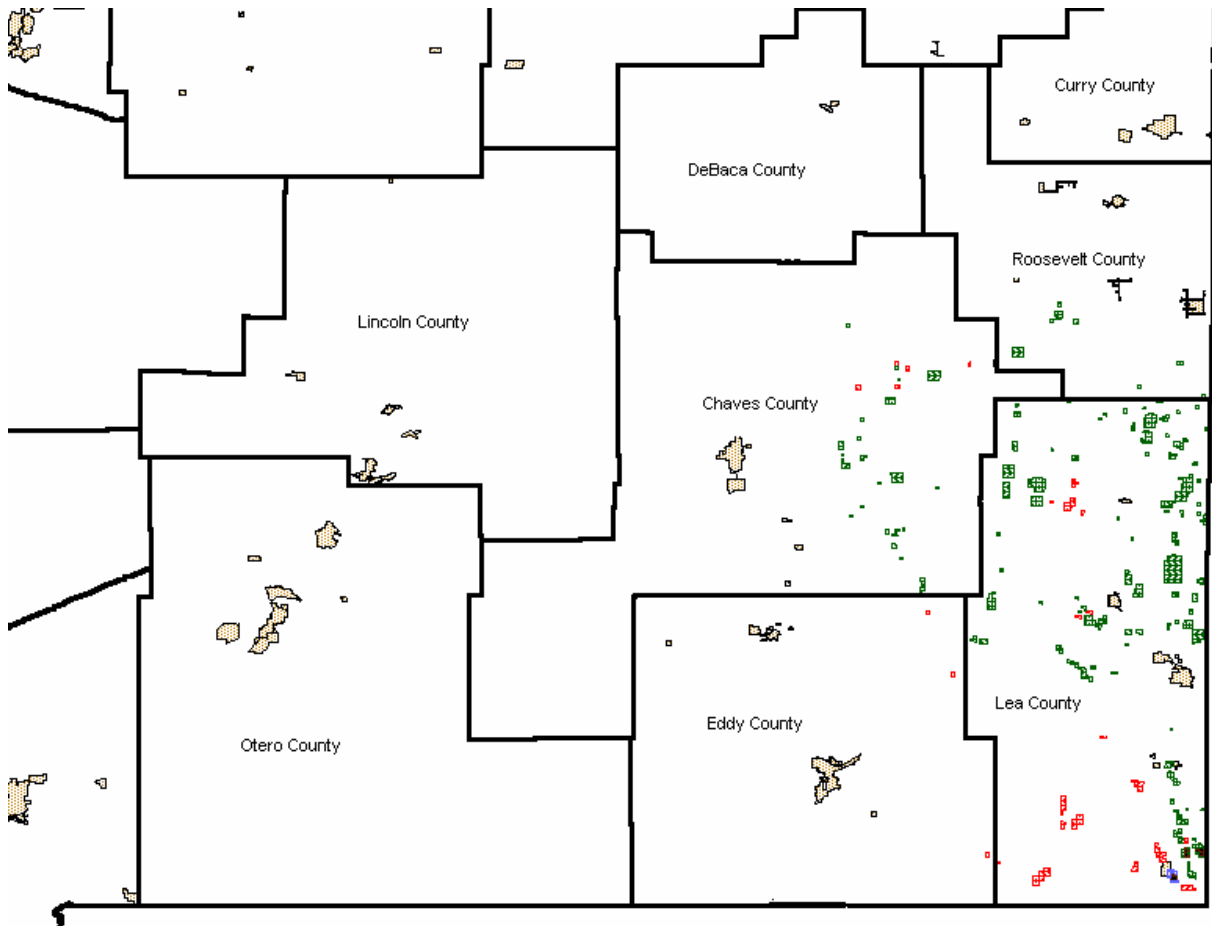 Curry County
DeBaca County
Roosevelt County
Lincoln County
Chaves County
Lea County
Eddy County
Otero County